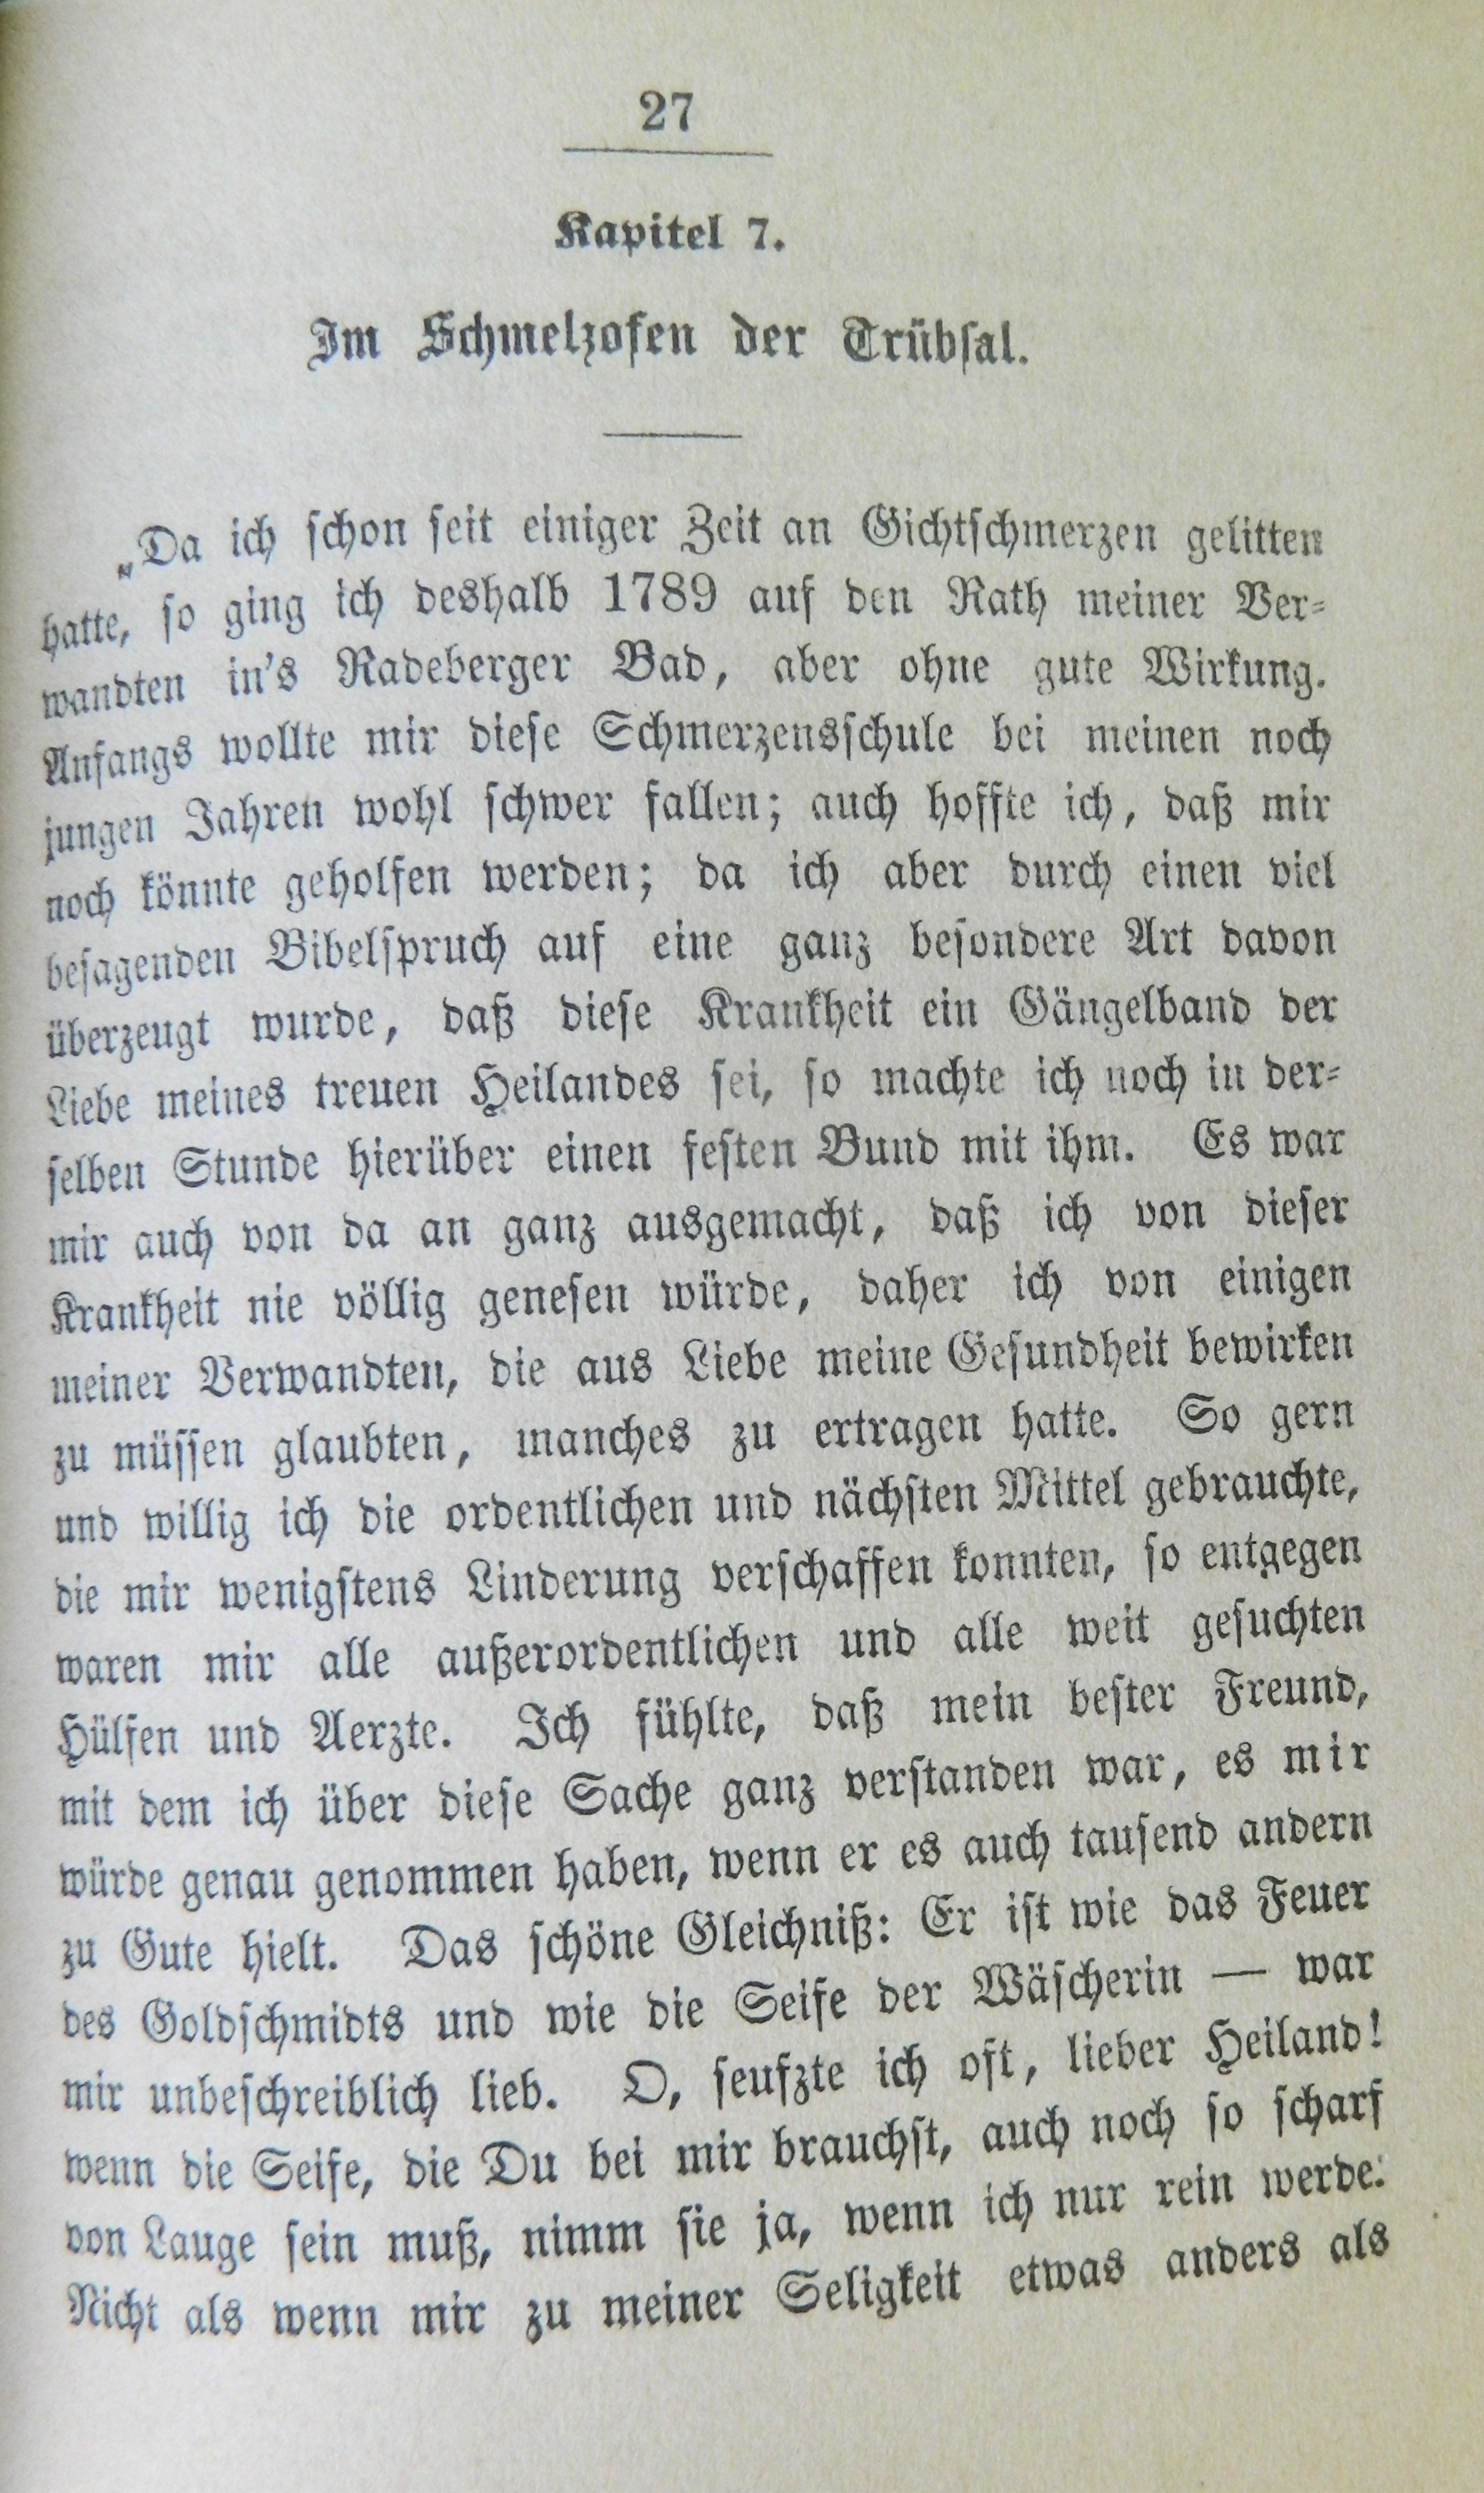 27
Kapitel 7.
Im Schmelzofen der Trübsal.
„Da ich schon seit einiger Zeit an Gichtschmerzen gelitten
hatte, so ging ich deshalb 1789 auf den Rath meiner Ver-
wandten in's Radeberger Bad, aber ohne gute Wirkung.
Anfangs wollte mir diese Schmerzensschule bei meinen noch
jungen Jahren wohl schwer fallen; auch hoffte ich, daß mir
noch könnte geholfen werden; da ich aber durch einen viel
besagenden Bibelspruch auf eine ganz besondere Art davon
überzeugt wurde, daß diese Krankheit ein Gängelband der
Liebe meines treuen Heilandes sei, so machte ich noch in der-
selben Stunde hierüber einen festen Bund mit ihm. Es war
mir auch von da an ganz ausgemacht, daß ich von dieser
Krankheit nie völlig genesen würde, daher ich von einigen
meiner Verwandten, die aus Liebe meine Gesundheit bewirken
zu müssen glaubten, manches zu ertragen hatte. So gern
und willig ich die ordentlichen und nächsten Mittel gebrauchte,
die mir wenigstens Linderung verschaffen konnten, so entgegen
waren mir alle außerordentlichen und alle weit gesuchten
Hülfen und Aerzte. Ich fühlte, daß mein bester Freund,
mit dem ich über diese Sache ganz verstanden war, es mir
würde genau genommen haben, wenn er es auch tausend andern
zu Gute hielt. Das schöne Gleichniß: Er ist wie das Feuer
des Goldschmidts und wie die Seife der Wäscherin — war
mir unbeschreiblich lieb. O, seufzte ich oft, lieber Heiland!
wenn die Seife, die Du bei mir brauchst, auch noch so scharf
von Lauge sein muß, nimm sie ja, wenn ich nur rein werde.
Nicht als wenn mir zu meiner Seligkeit etwas anders als